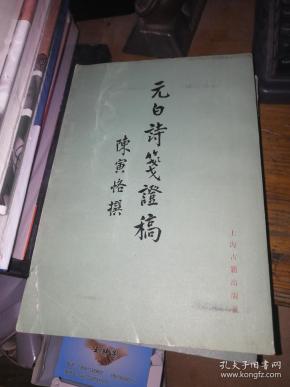 元白詩箋證稿
陳寅恪撰
上海古籍出版社
孔夫子旧书网